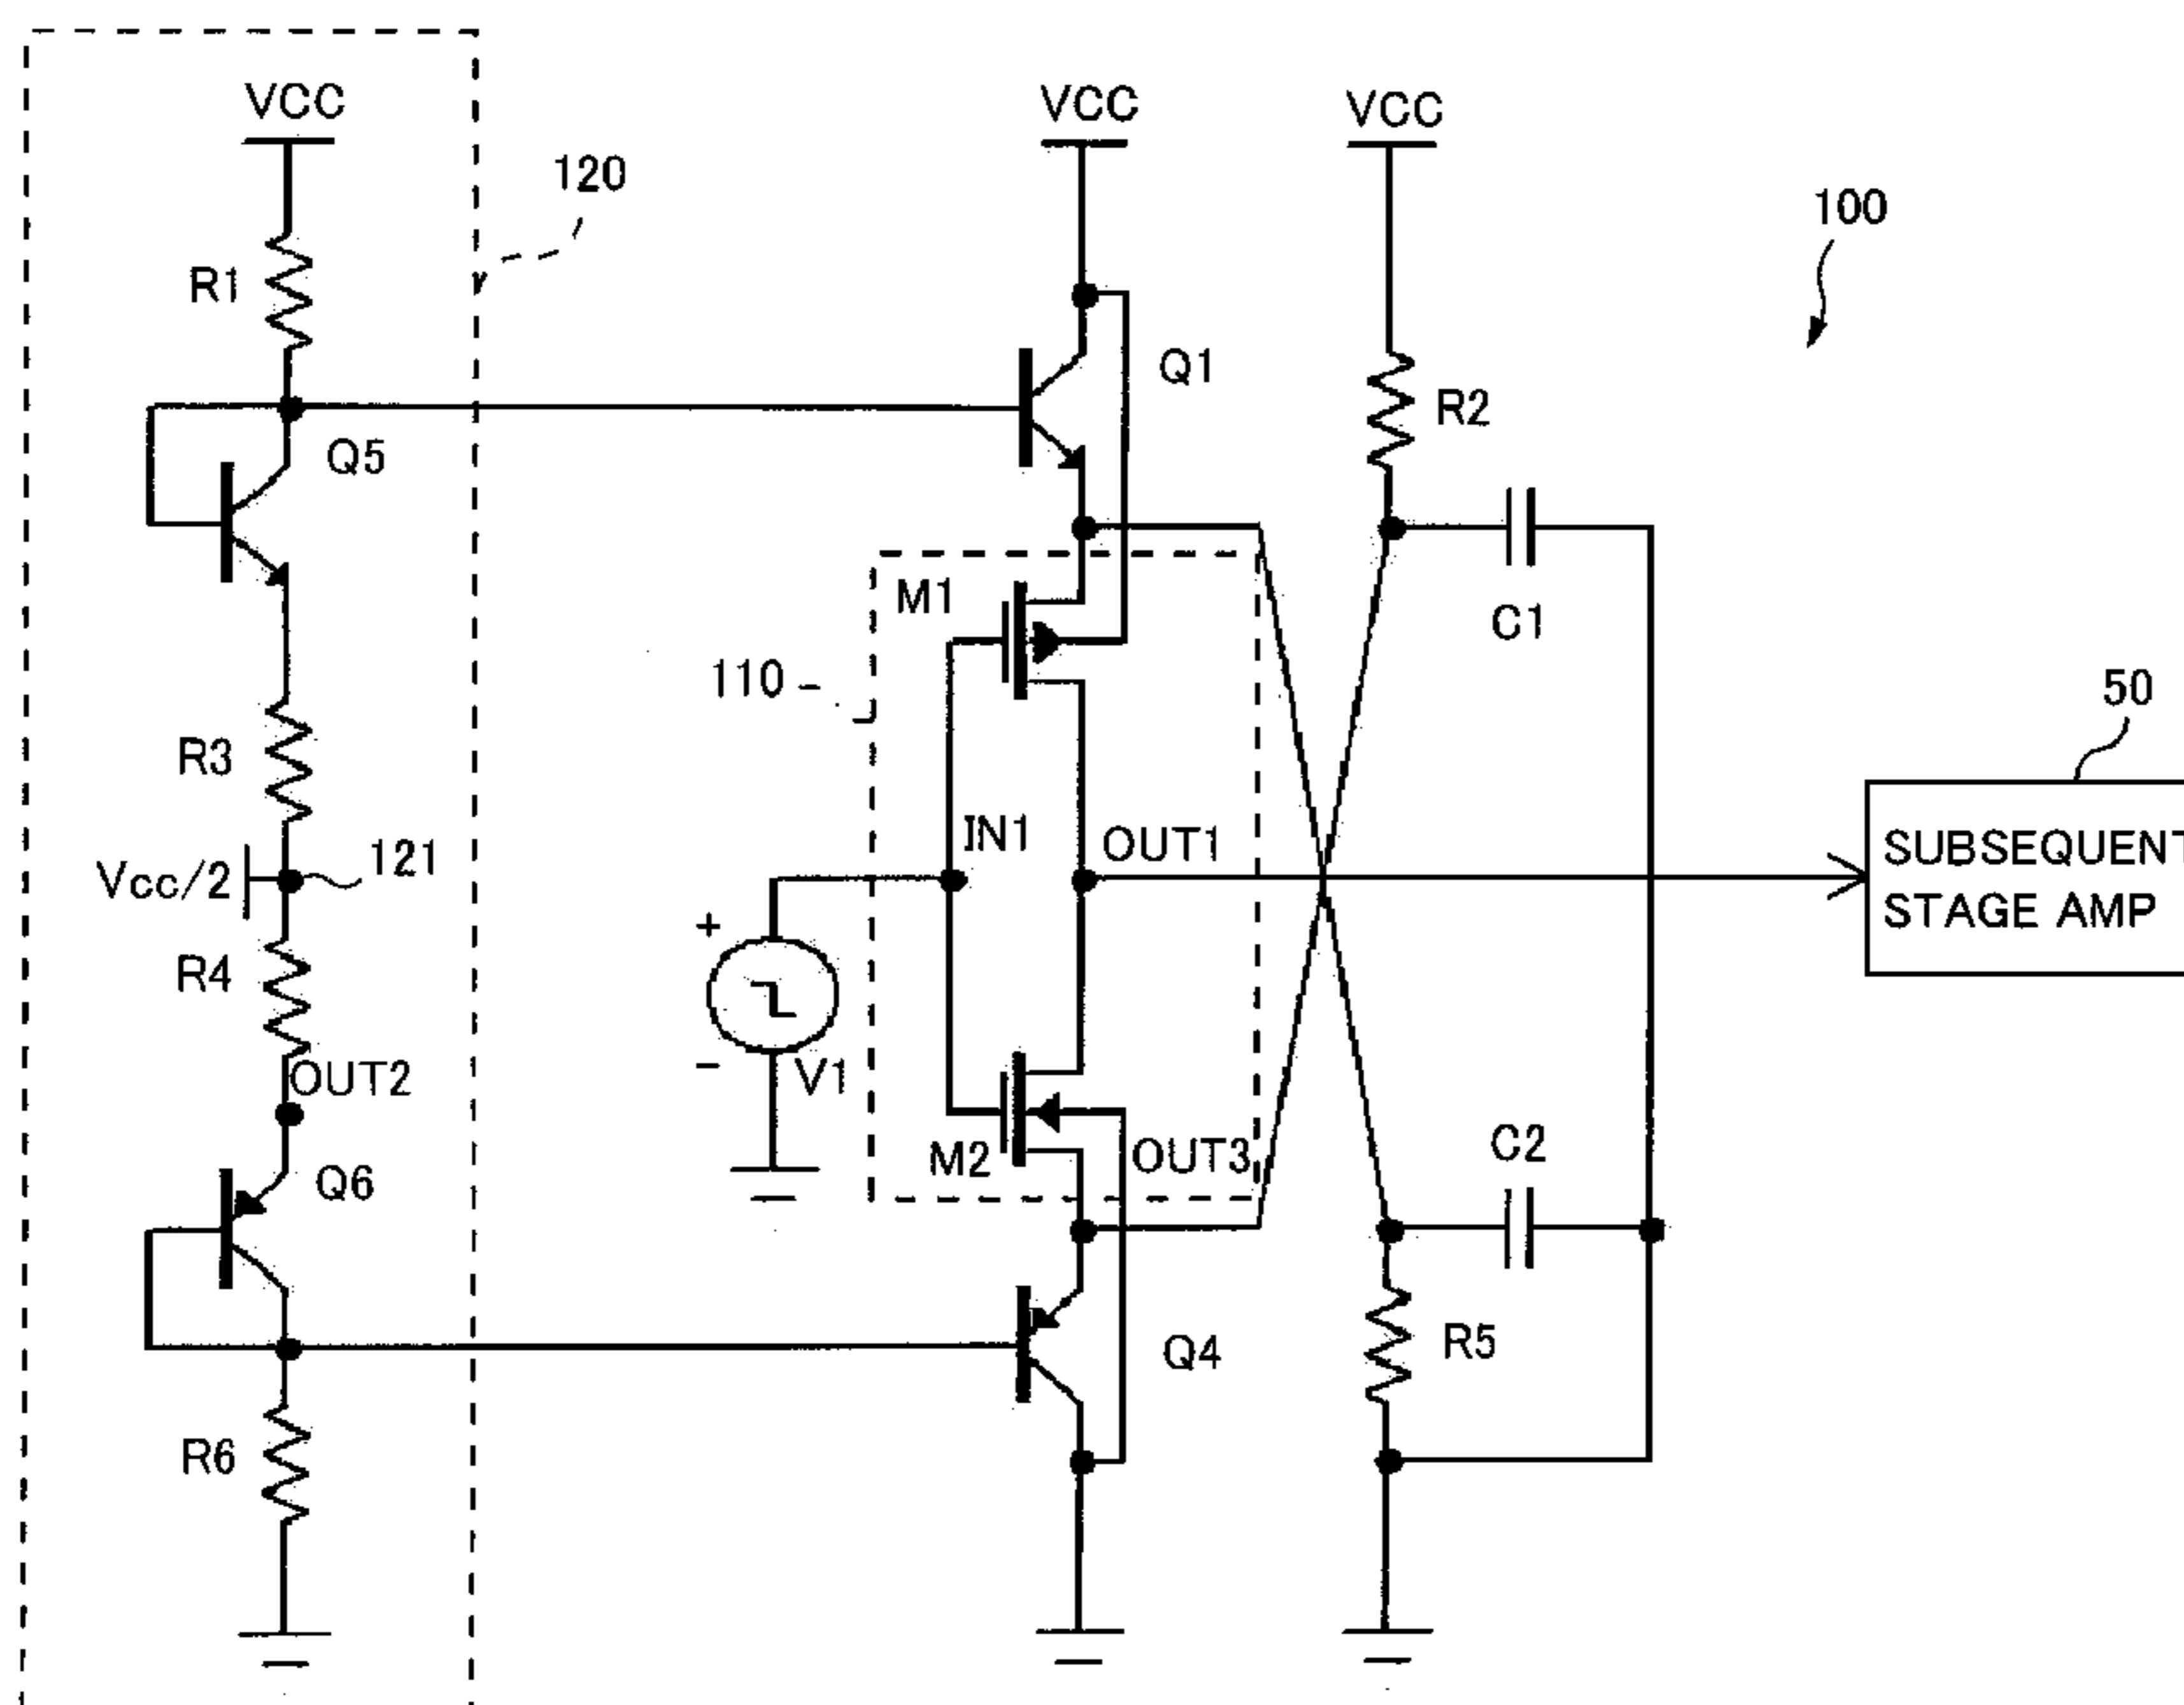 VCC
VCC
VCC
120
100
R1
Q1
R2
Q5
M1
C1
110
50
R3
IN1
OUT1
121
Vcc/2
SUBSEQUENT
STAGE AMP
+
R4
OUT2
-
V1
M2
OUT3
C2
Q6
Q4
R5
R6